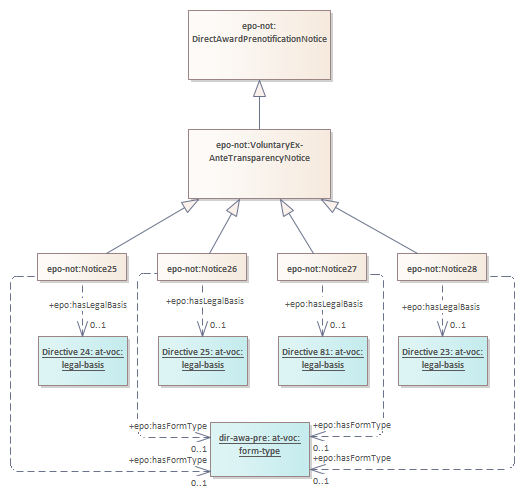 epo-not:
DirectAwardPrenotificationNotice
epo-not:VoluntaryEx-
AnteTransparencyNotice
epo-not:Notice25
epo-not:Notice26
epo-not:Notice27
epo-not:Notice28
+epo:hasLegalBasis
+epo:hasLegalBasis
+epo:hasLegalBasis
+epo:hasLegalBasis
0..1
0..1
0..1
0..1
Directive 24: at-voc:
legal-basis
Directive 25: at-voc:
legal-basis
Directive 81: at-voc:
legal-basis
Directive 23: at-voc:
legal-basis
+epo:hasFormType
0..1
+epo:hasFormType
0..1
dir-awa-pre: at-voc:
form-type
+epo:hasFormType
0..1
+epo:hasFormType
0..1